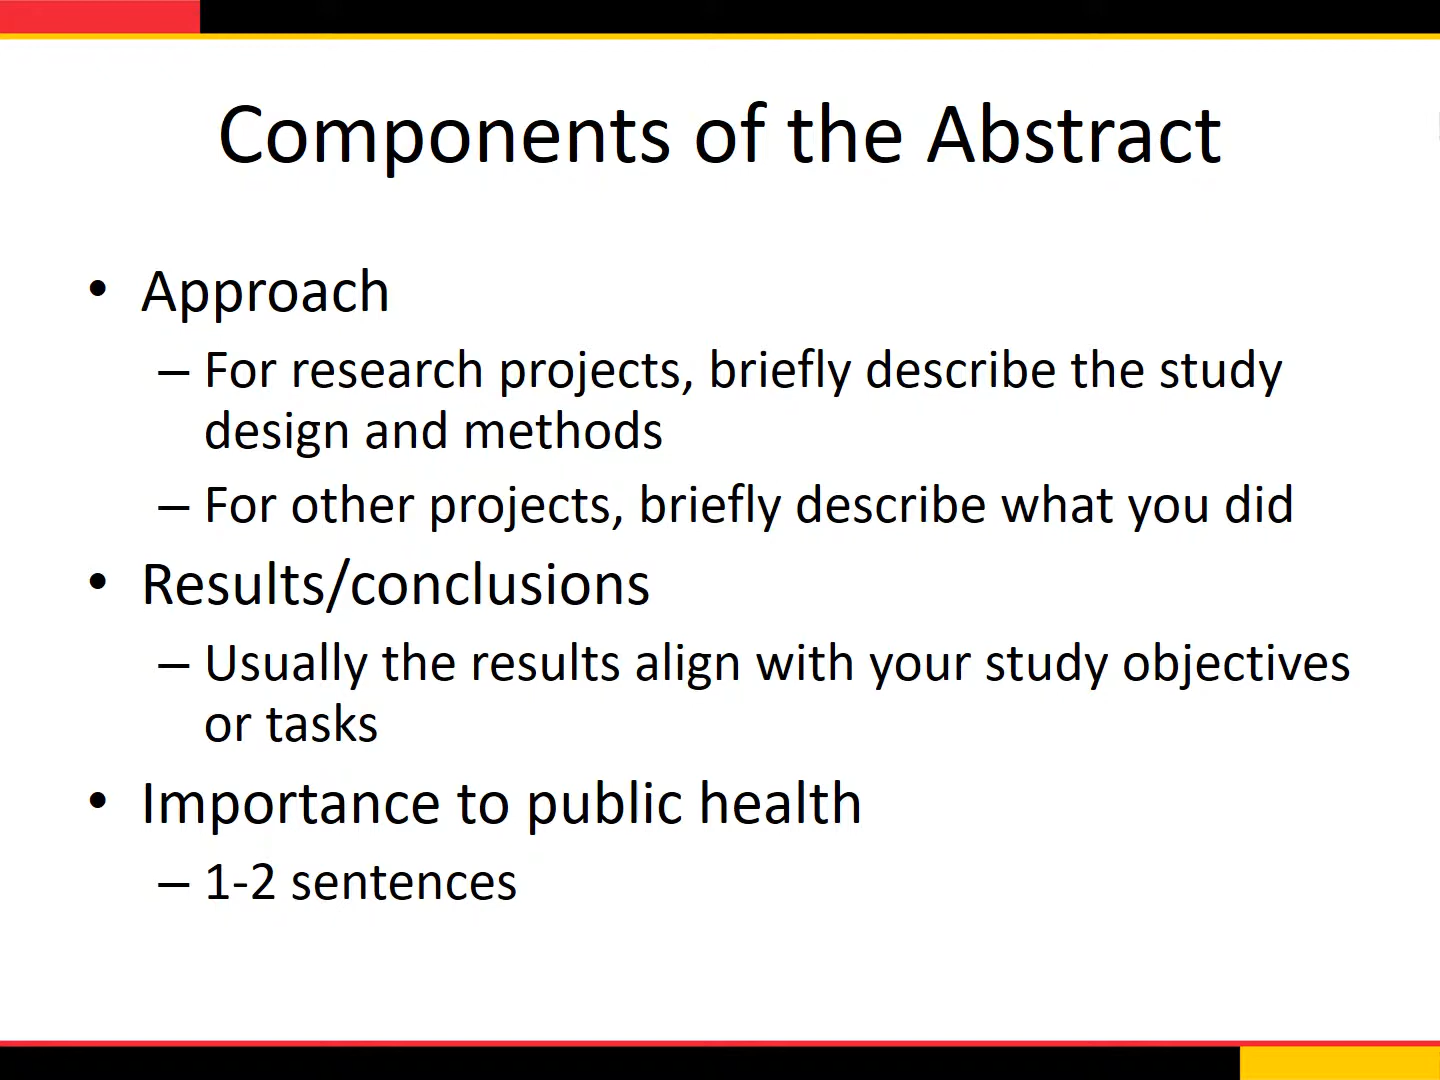 Components of the Abstract
• Approach
– For research projects, briefly describe the study
design and methods
– For other projects, briefly describe what you did
• Results/conclusions
– Usually the results align with your study objectives
or tasks
• Importance to public health
– 1-2 sentences